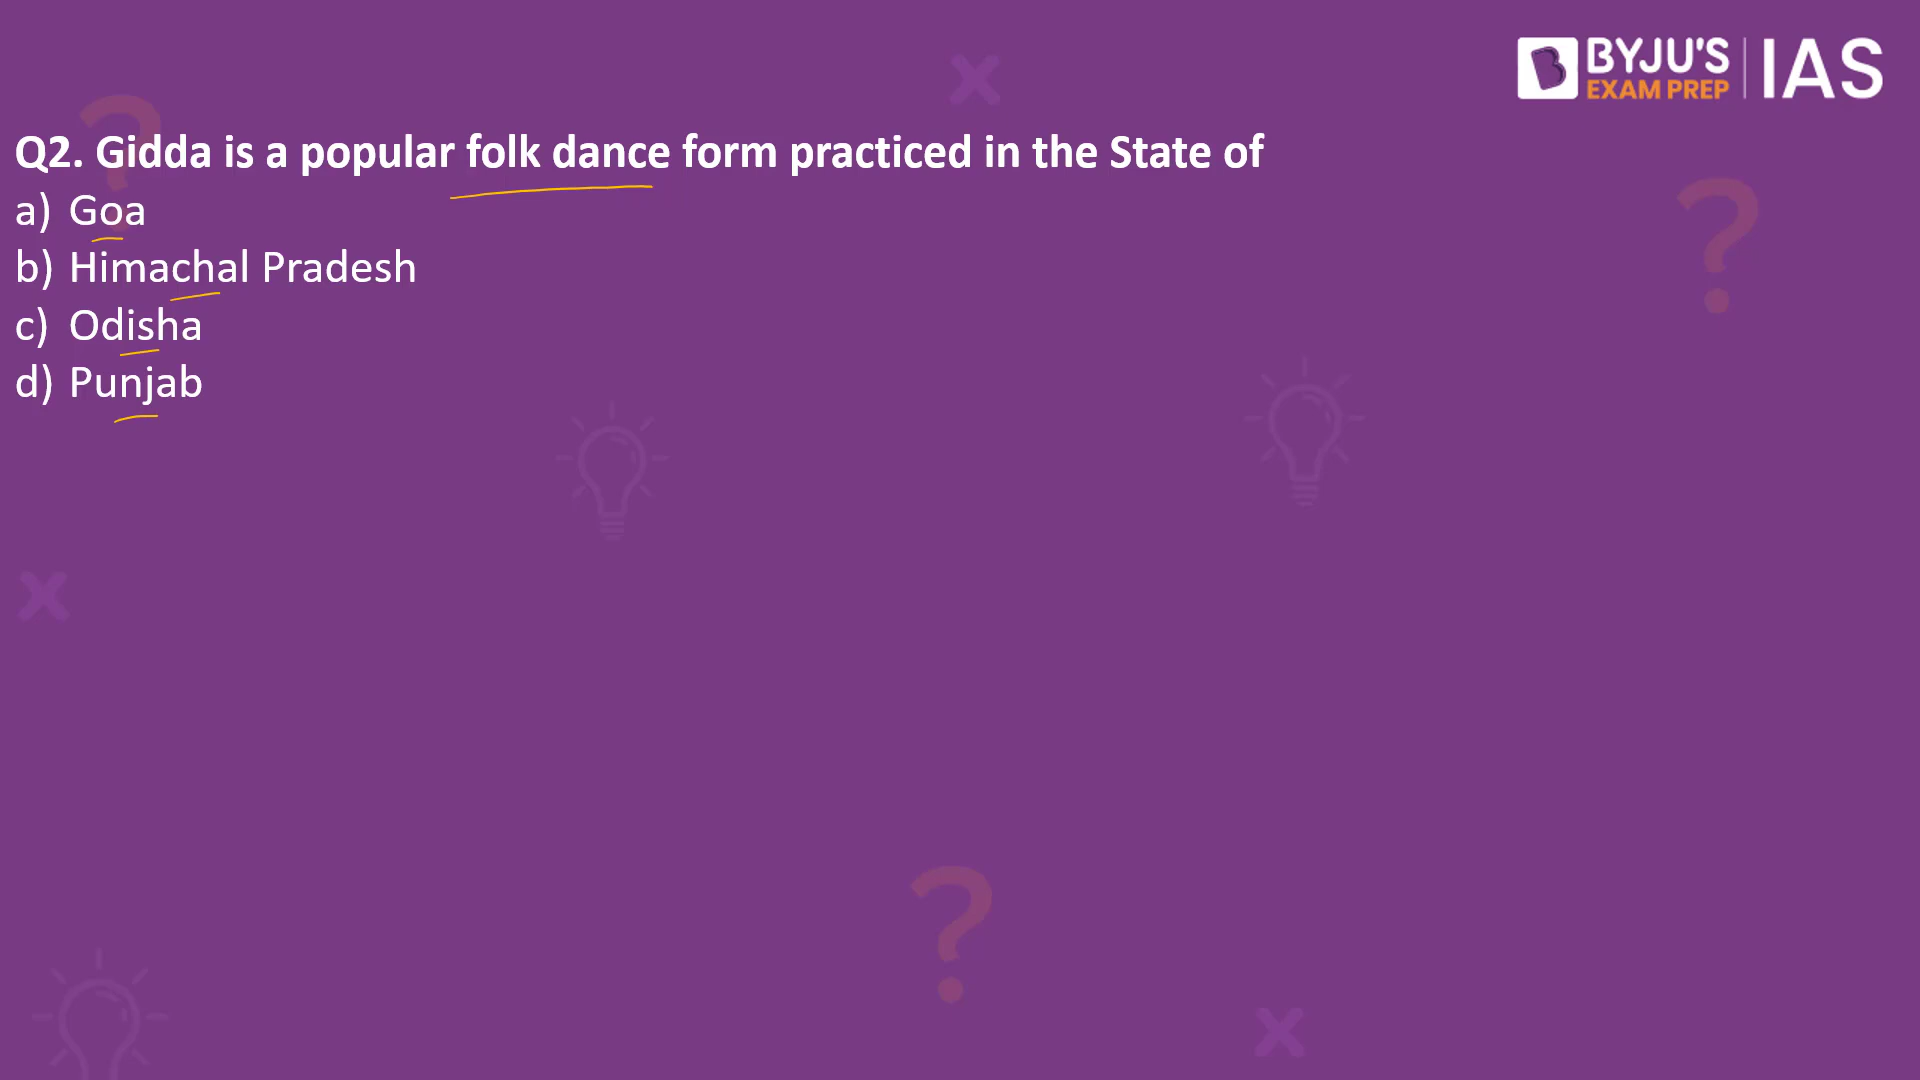 BYJU'S
EXAM PREP
IAS
Q2. Gidda is a popular folk dance form practiced in the State of
a) Goa
b) Himachal Pradesh
c) Odisha
d) Punjab